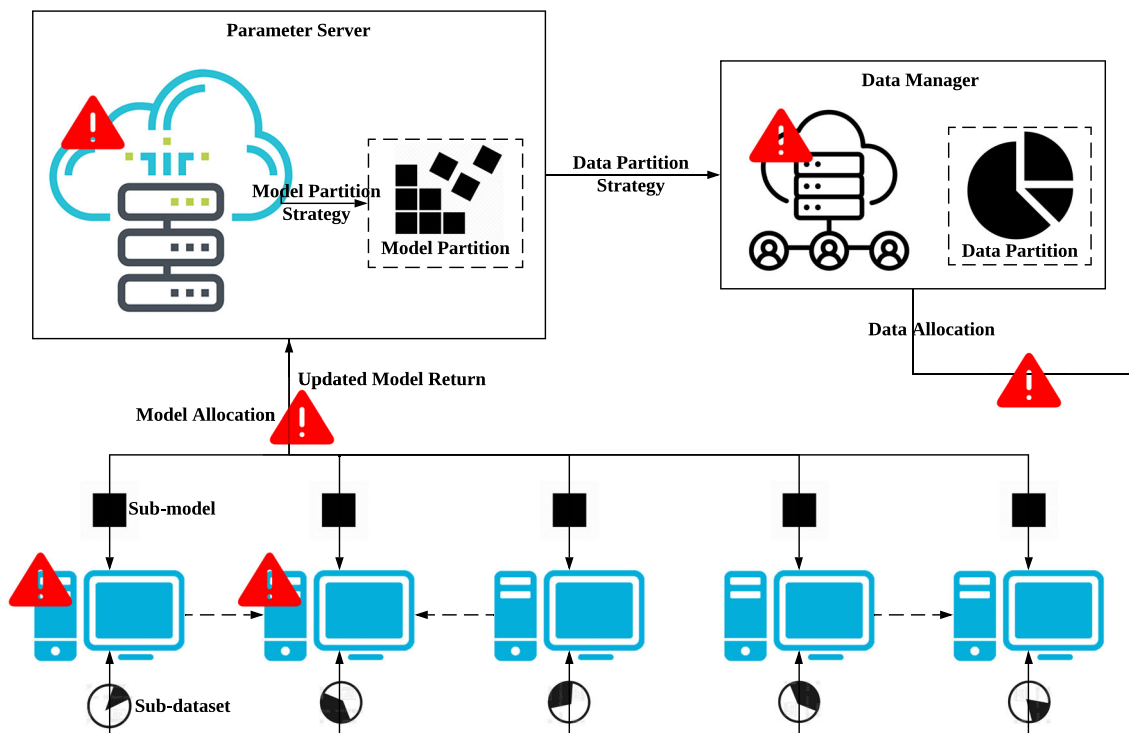 Parameter Server
Data Manager
Model Partition
Strategy
Model Partition
Data Partition
Strategy
Data Partition
Data Allocation
Updated Model Return
Model Allocation
Sub-model
Sub-dataset